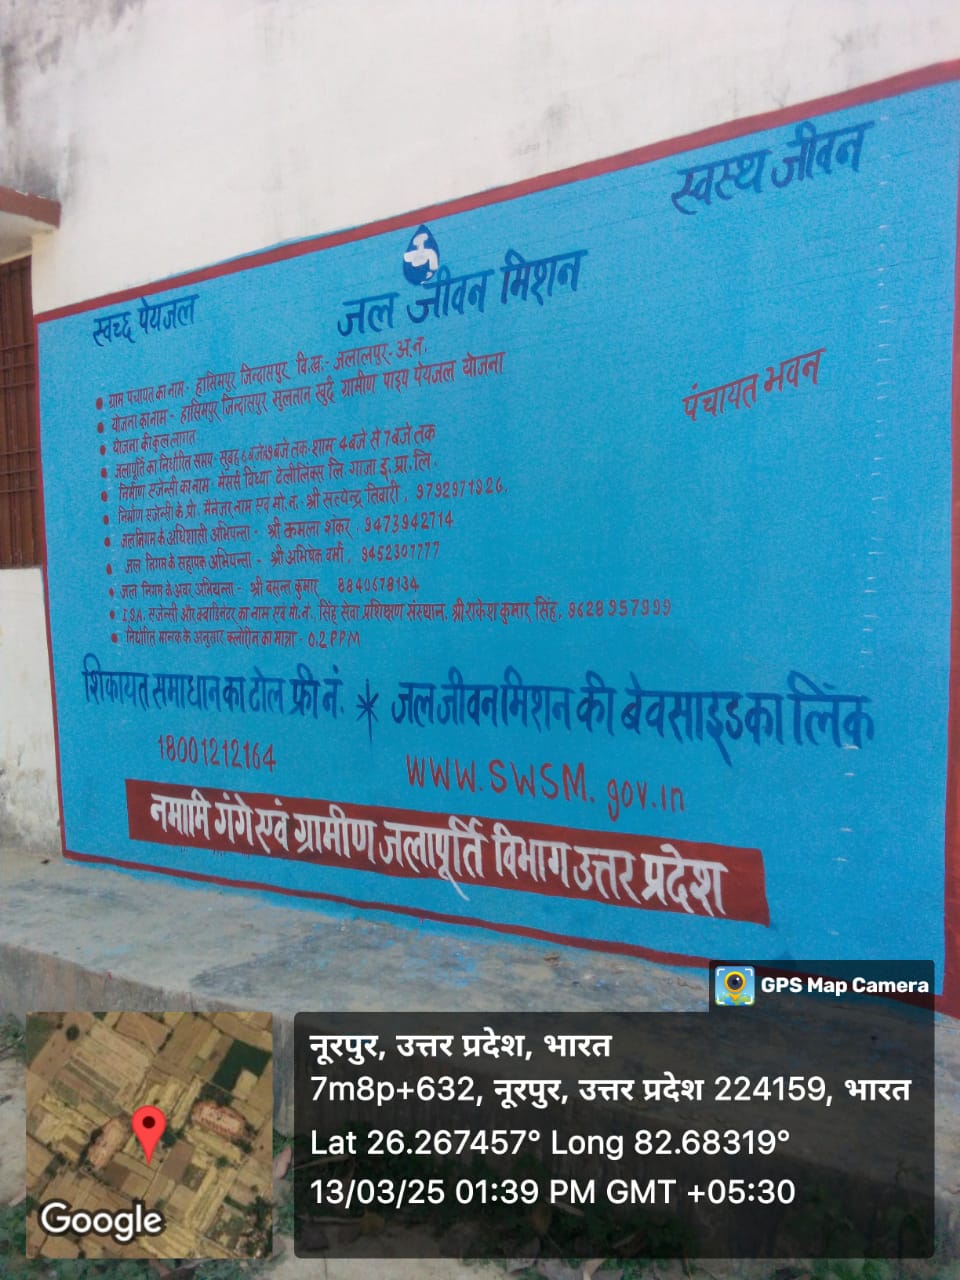 स्वच्छ पेयजल
स्वस्थ जीवन
जल जीवन मिशन
पंचायत भवन
ग्राम पंचायत का नाम- हासिमपुर जिन्दासपुर वि.ख:- जलालपुर- अ.न.
योजना का नाम - हासिमपुर जिन्दासपुर सुलतान खुर्द ग्रामीण पाइप पेयजल योजना
योजना की कुल लागत
जलापूर्ति का निर्धारित समय- सुबह 6 बजे से 9 बजे तक- शाम 4 बजे से 7 बजे तक
निर्माण एजेन्सी का नाम- मेसर्स विध्या टेलीलिंक्स लि. गाजा इ. प्रा. लि.
निर्माण एजेन्सी के प्रो. मैनेजर नाम एवं मो.न.- श्री सत्येन्द्र तिवारी, 9792971926.
जल निगम के अधिशासी अभियन्ता - श्री कमला शंकर, 9473942714
जल निगम के सहायक अभियन्ता - श्री अभिषेक वर्मा, 9452307777
जल निगम के अवर अभियन्ता - श्री बसन्त कुमार 8840678134
I.S.A. एजेन्सी और क्वाडिनेटर का नाम एवं मो.नं. सिंह सेवा प्रशिक्षण संस्थान. श्री राकेश कुमार सिंह, 9628957999
निर्धारित मानक के अनुसार क्लोरिन का मात्रा - 0.2 PPM
शिकायत समाधान का टोल फ्री नं. जल जीवन मिशन की बेवसाइड का लिंक
18001212164
www.SWSM.gov.in
नमामि गंगे एवं ग्रामीण जलापूर्ति विभाग उत्तर प्रदेश
GPS Map Camera
नूरपुर, उत्तर प्रदेश, भारत
7m8p+632, नूरपुर, उत्तर प्रदेश 224159, भारत
Lat 26.267457° Long 82.68319°
13/03/25 01:39 PM GMT +05:30
Google